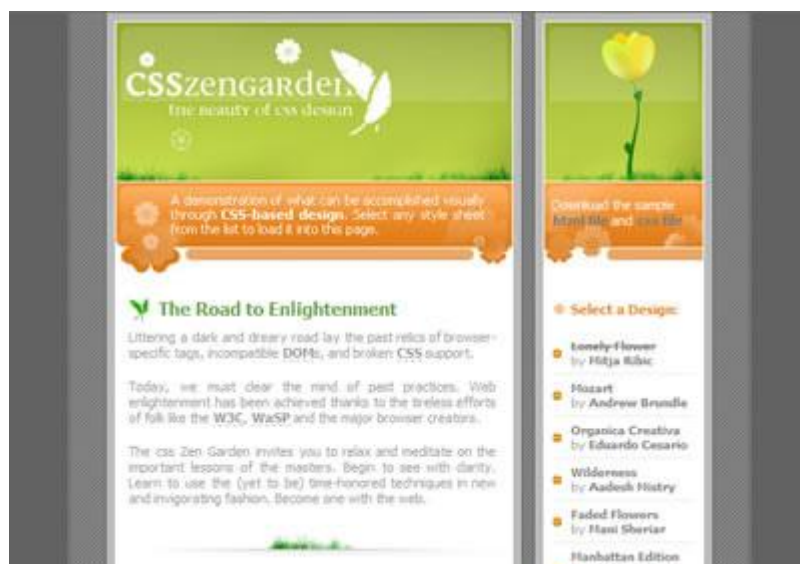 CSSzenGarden
the beauty of css design
A demonstration of what can be accomplished visually
through CSS-based design. Select any style sheet
from the list to load it into this page.
The Road to Enlightenment
Littering a dark and dreary road lay the past relics of browser-
specific tags, incompatible DOMs, and broken CSS support.
Today, we must clear the mind of past practices. Web
enlightenment has been achieved thanks to the tireless efforts
of folk like the W3C, WaSP and the major browser creators.
The css Zen Garden invites you to relax and meditate on the
important lessons of the masters. Begin to see with clarity.
Learn to use the (yet to be) time-honored techniques in new
and invigorating fashion. Become one with the web.
Download the sample
html file and css file
Select a Design:
Lonely Flower
by Mitja Ribic
Mozart
by Andrew Brundle
Organica Creativa
by Eduardo Cesario
Wilderness
by Aadesh Mistry
Faded Flowers
by Mani Sheriar
Manhattan Edition